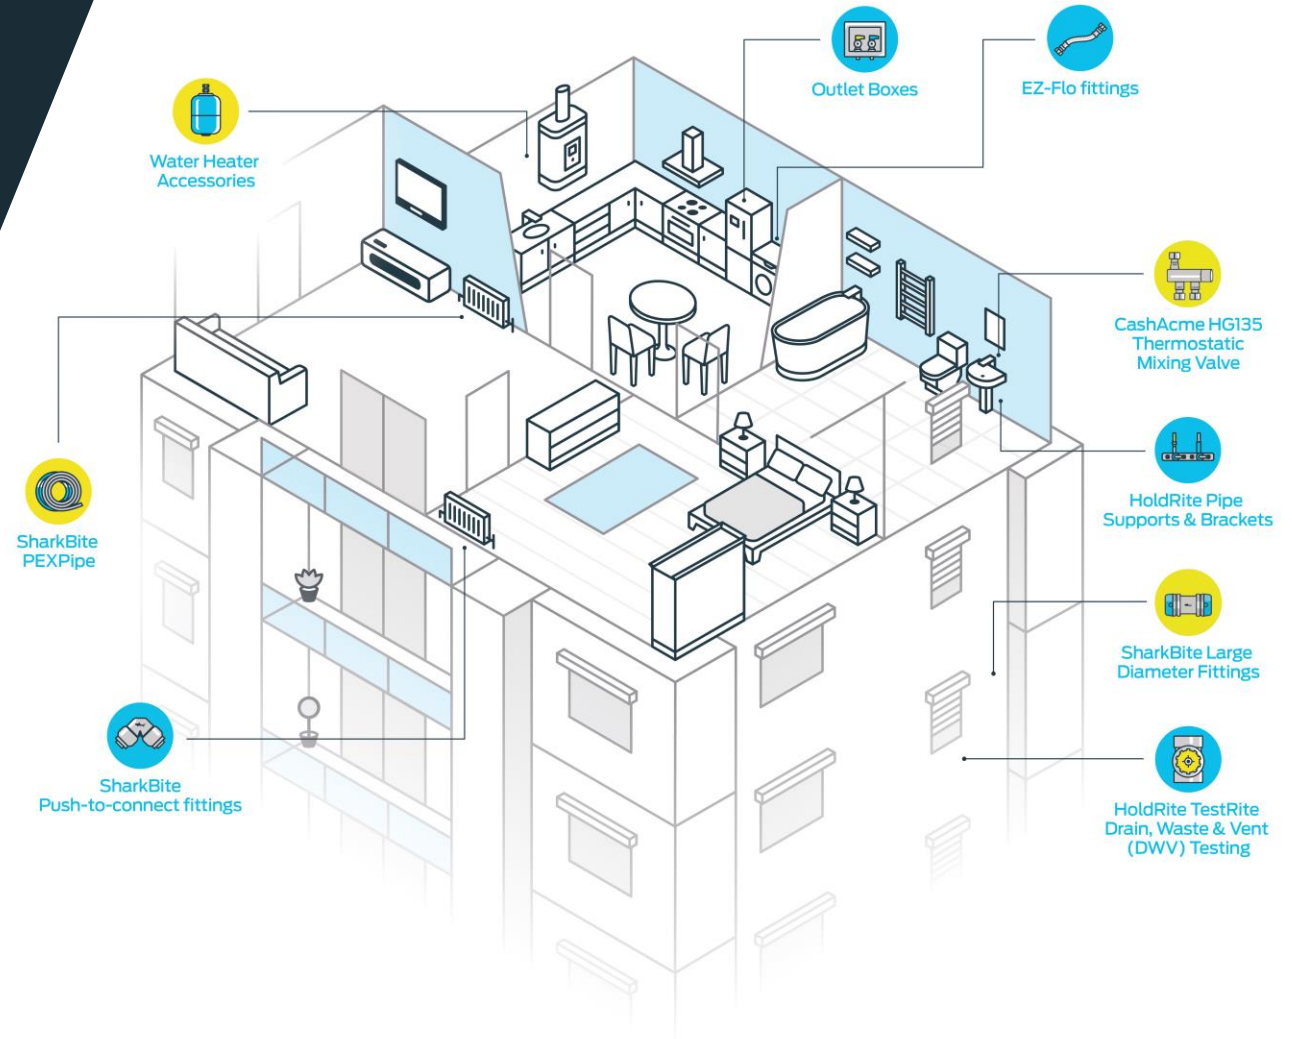 Outlet Boxes
EZ-Flo fittings
Water Heater
Accessories
CashAcme HG135
Thermostatic
Mixing Valve
HoldRite Pipe
Supports & Brackets
SharkBite
PEXPipe
SharkBite Large
Diameter Fittings
SharkBite
Push-to-connect fittings
HoldRite TestRite
Drain, Waste & Vent
(DWV) Testing